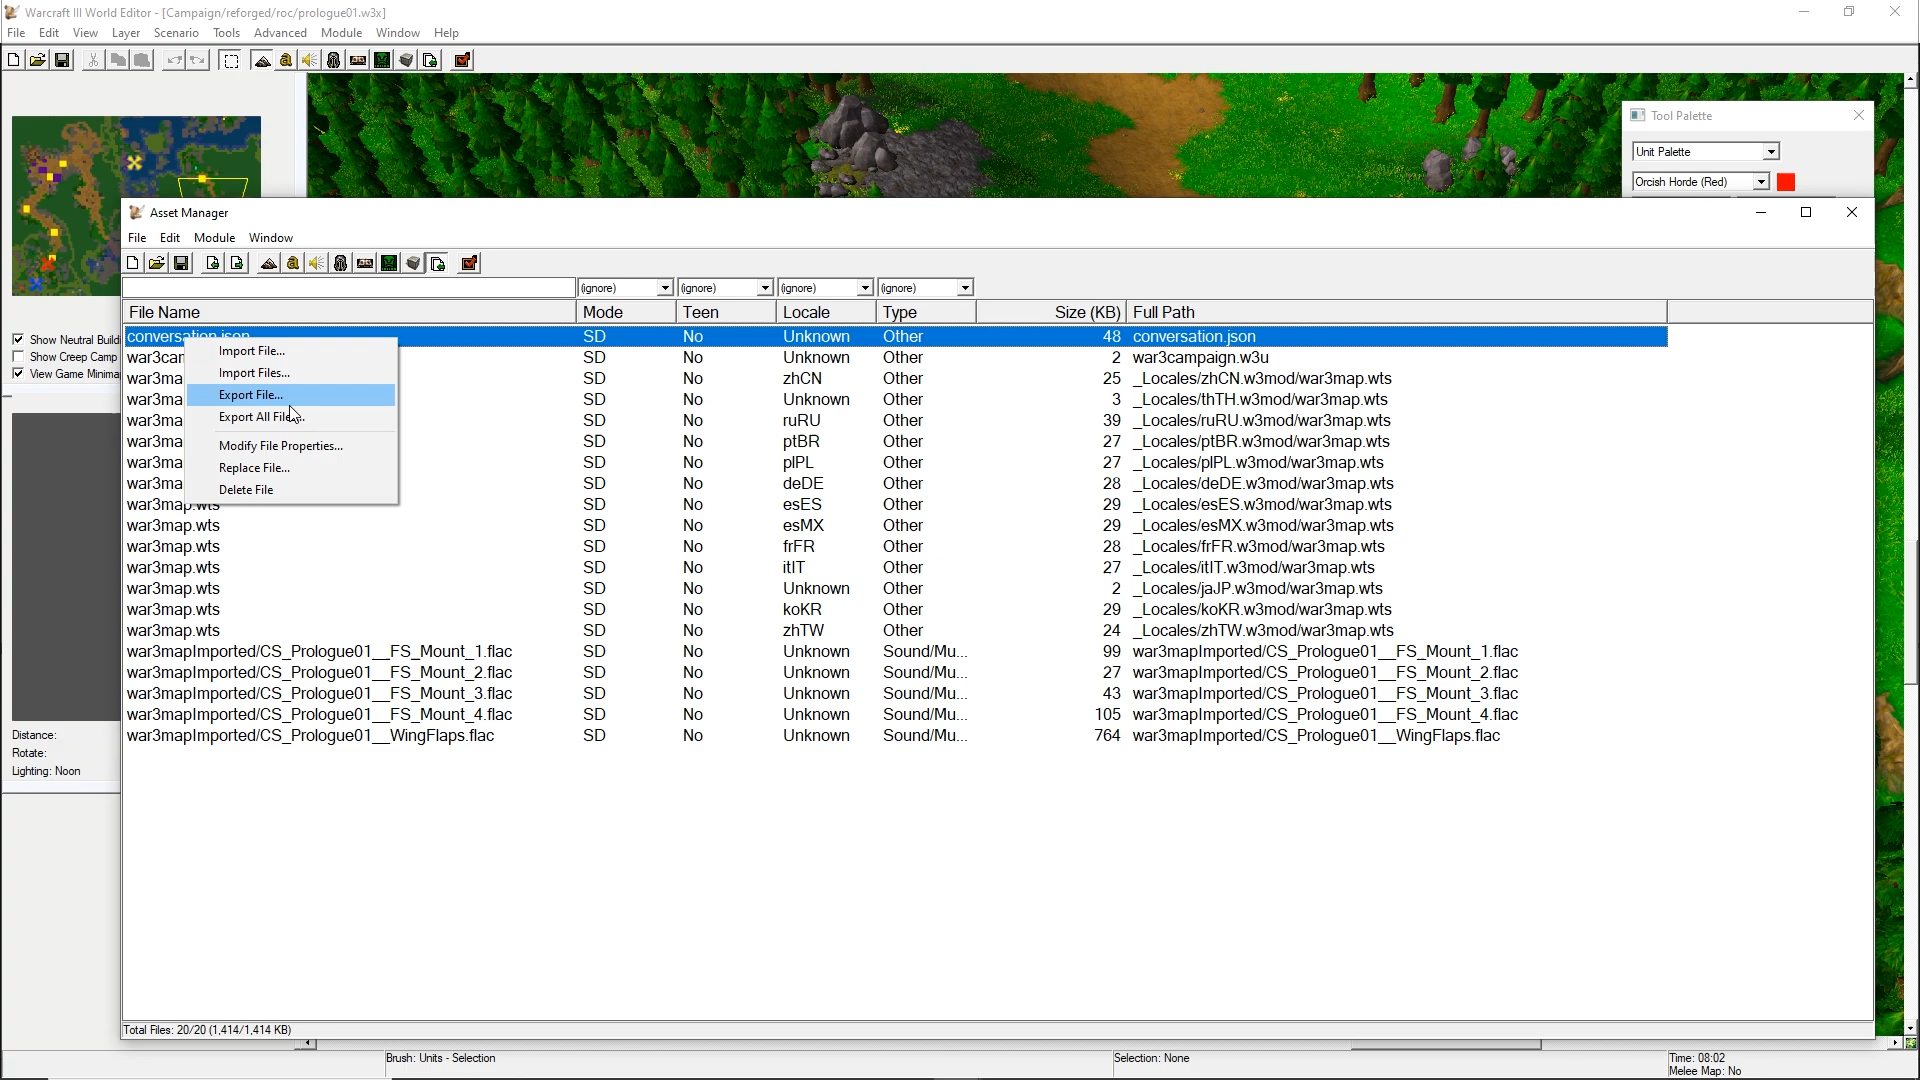 Warcraft III World Editor - [Campaign/reforged/roc/prologue01.w3x]
File Edit View Layer Scenario Tools Advanced Module Window Help
Tool Palette
Unit Palette
Orcish Horde (Red)
Asset Manager
File Edit Module Window
(ignore) (ignore) (ignore) (ignore)
File Name Mode Teen Locale Type Size (KB) Full Path
conversation.json SD No Unknown Other 48 conversation.json
war3car SD No Unknown Other 2 war3campaign.w3u
war3ma SD No zhCN Other 25 _Locales/zhCN.w3mod/war3map.wts
war3ma SD No Unknown Other 3 _Locales/thTH.w3mod/war3map.wts
war3ma SD No ruRU Other 39 _Locales/ruRU.w3mod/war3map.wts
war3ma SD No ptBR Other 27 _Locales/ptBR.w3mod/war3map.wts
war3ma SD No plPL Other 27 _Locales/plPL.w3mod/war3map.wts
war3ma SD No deDE Other 28 _Locales/deDE.w3mod/war3map.wts
war3map.wts SD No esES Other 29 _Locales/esES.w3mod/war3map.wts
war3map.wts SD No esMX Other 29 _Locales/esMX.w3mod/war3map.wts
war3map.wts SD No frFR Other 28 _Locales/frFR.w3mod/war3map.wts
war3map.wts SD No itIT Other 27 _Locales/itIT.w3mod/war3map.wts
war3map.wts SD No Unknown Other 2 _Locales/jaJP.w3mod/war3map.wts
war3map.wts SD No koKR Other 29 _Locales/koKR.w3mod/war3map.wts
war3map.wts SD No zhTW Other 24 _Locales/zhTW.w3mod/war3map.wts
war3mapImported/CS_Prologue01__FS_Mount_1.flac SD No Unknown Sound/Mu... 99 war3mapImported/CS_Prologue01__FS_Mount_1.flac
war3mapImported/CS_Prologue01__FS_Mount_2.flac SD No Unknown Sound/Mu... 27 war3mapImported/CS_Prologue01__FS_Mount_2.flac
war3mapImported/CS_Prologue01__FS_Mount_3.flac SD No Unknown Sound/Mu... 43 war3mapImported/CS_Prologue01__FS_Mount_3.flac
war3mapImported/CS_Prologue01__FS_Mount_4.flac SD No Unknown Sound/Mu... 105 war3mapImported/CS_Prologue01__FS_Mount_4.flac
war3mapImported/CS_Prologue01__WingFlaps.flac SD No Unknown Sound/Mu... 764 war3mapImported/CS_Prologue01__WingFlaps.flac
Import File...
Import Files...
Export File...
Export All File...
Modify File Properties...
Replace File...
Delete File
Show Neutral Build
Show Creep Camp
View Game Minima
Distance:
Rotate:
Lighting: Noon
Total Files: 20/20 (1,414/1,414 KB)
Brush: Units - Selection
Selection: None
Time: 08:02
Melee Map: No